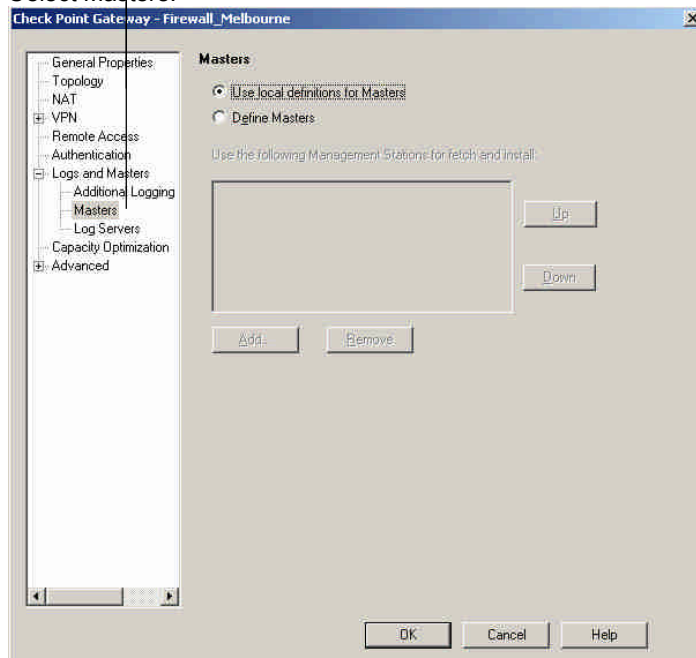 Select Masters.
Check Point Gateway - Firewall_Melbourne
General Properties
Topology
NAT
VPN
Remote Access
Authentication
Logs and Masters
Additional Logging
Masters
Log Servers
Capacity Optimization
Advanced
Masters
Use local definitions for Masters
Define Masters
Use the following Management Stations for fetch and install:
Up
Down
Add...
Remove
OK
Cancel
Help